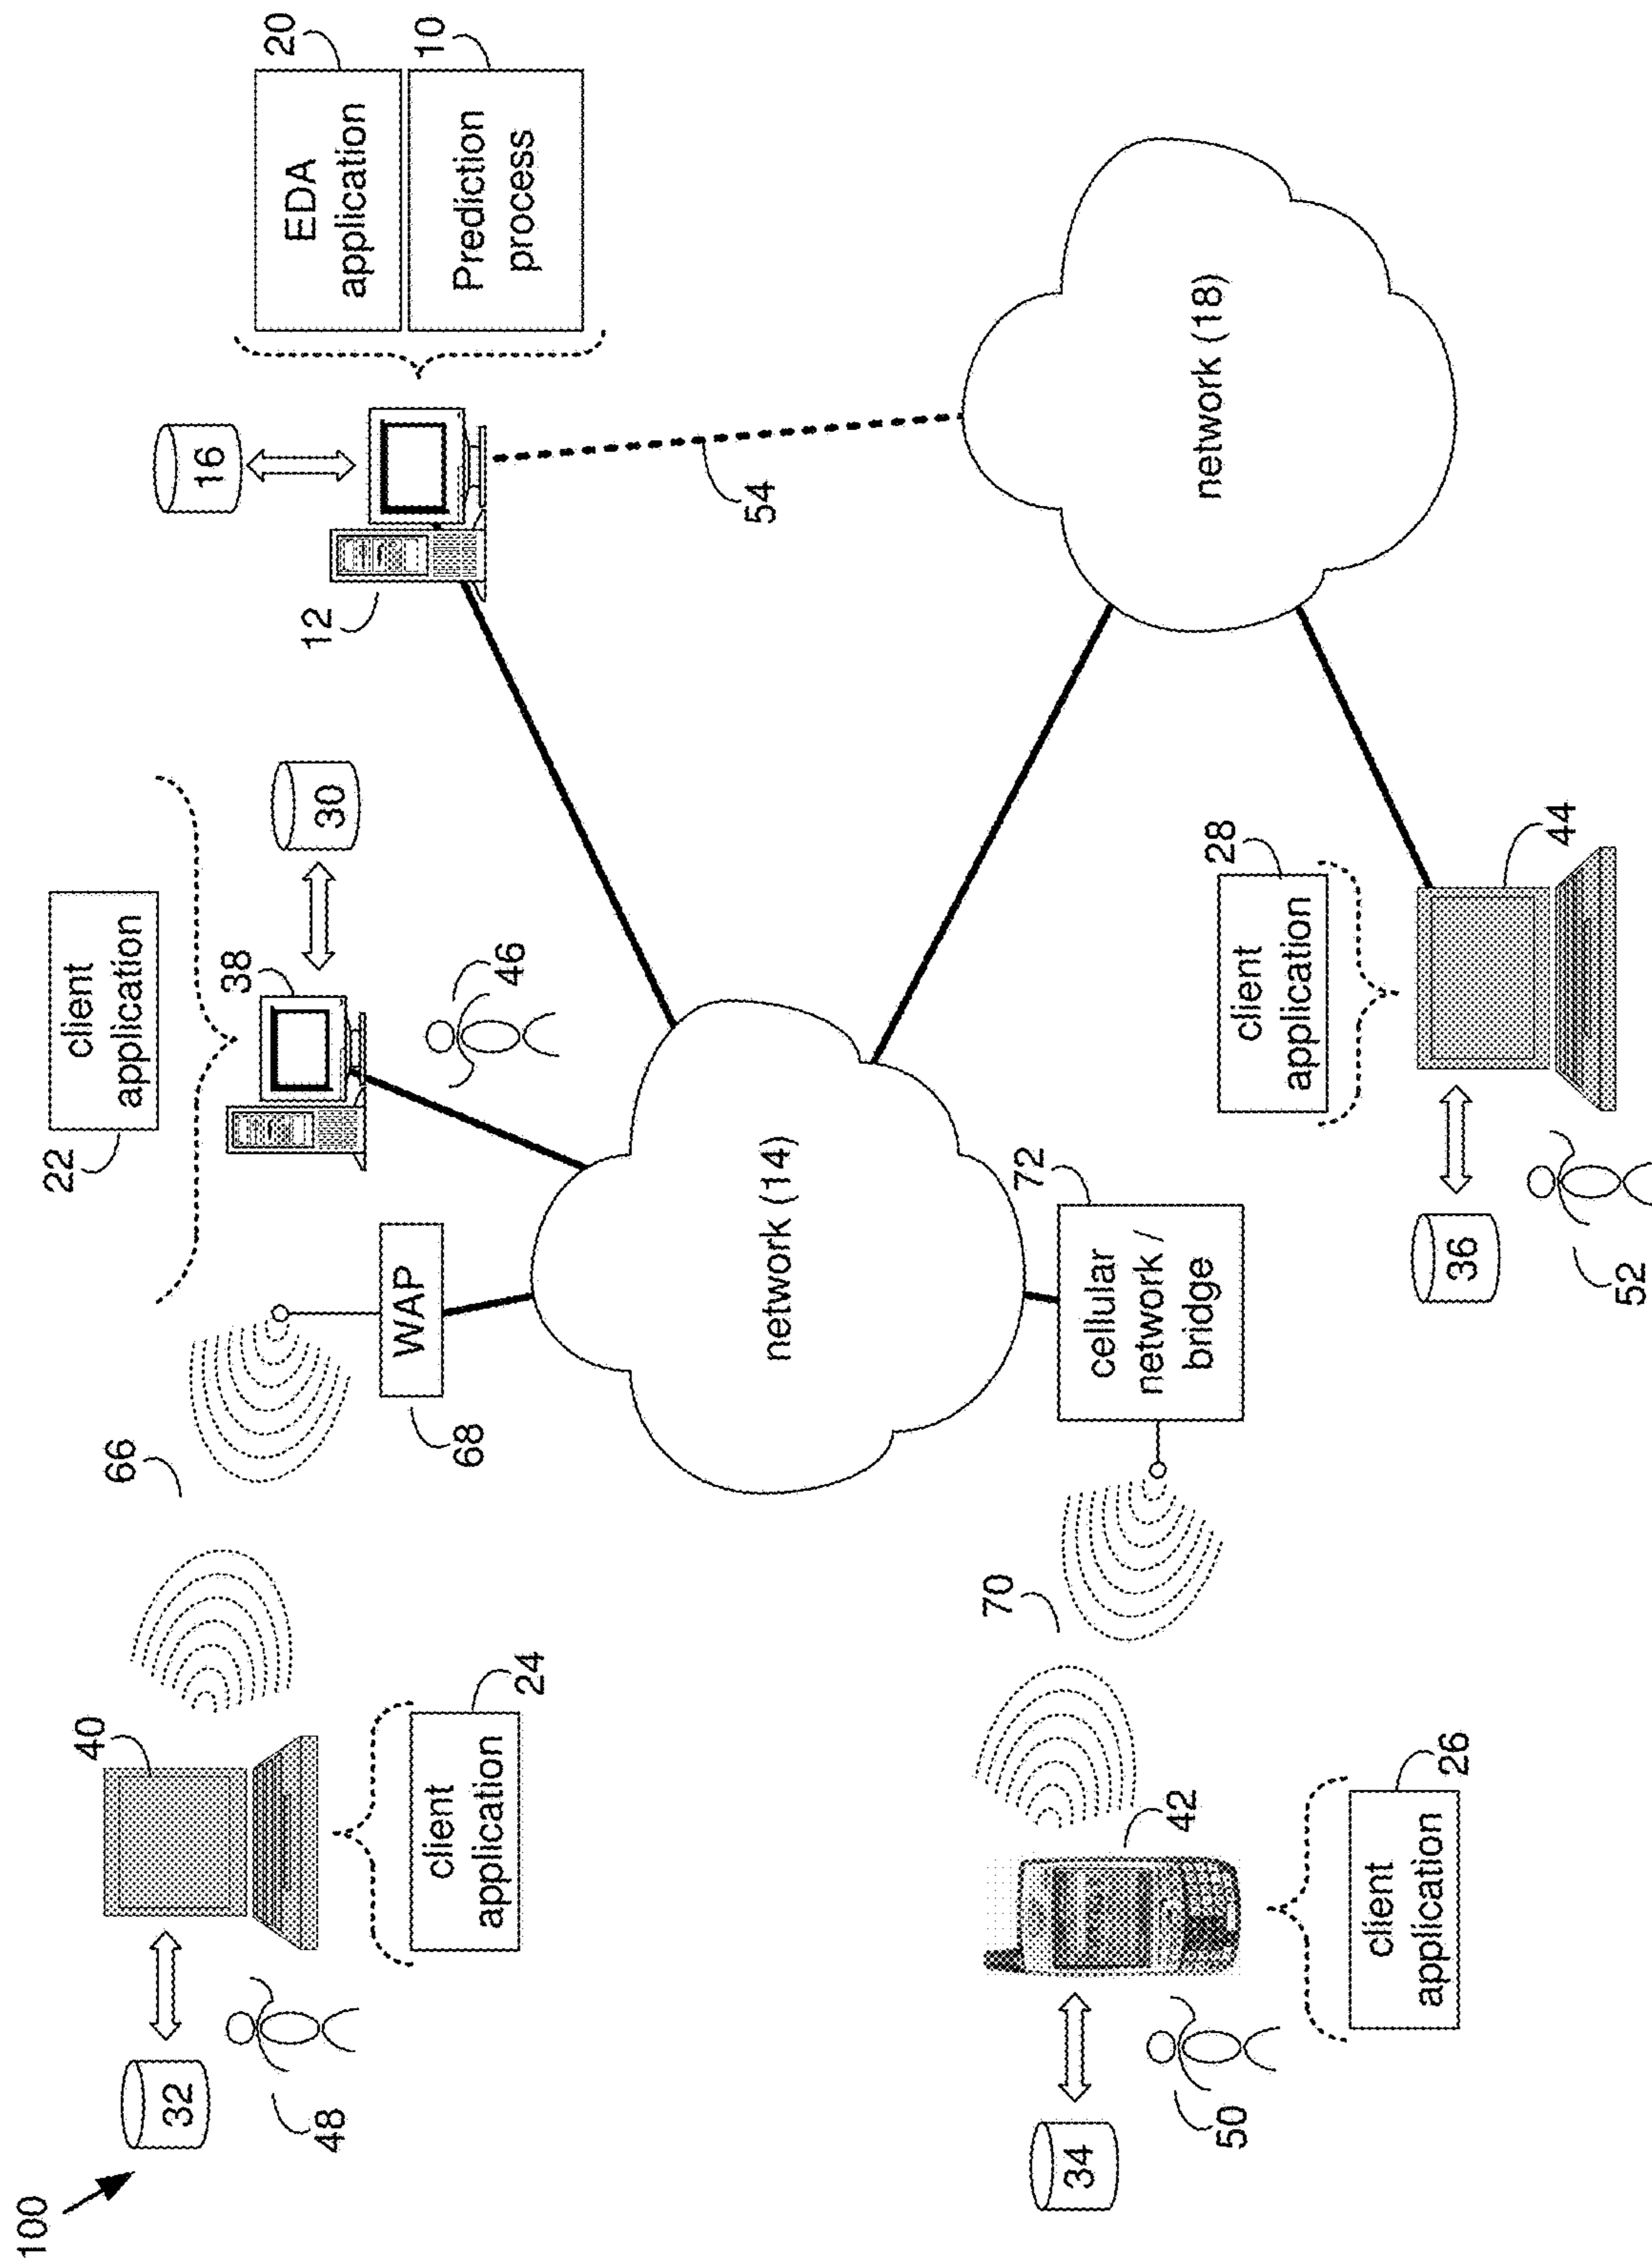 100
22
client
application
40
66
32
16
38
20
EDA
application
12
30
48
WAP
10
Prediction
process
client
application
24
68
46
54
network (14)
70
72
34
cellular
network /
bridge
network (18)
42
50
28
client
application
client
application
26
36
44
52